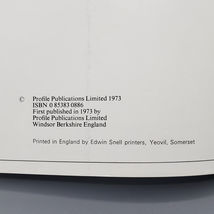 © Profile Publications Limited 1973
ISBN 0 85383 0886
First published in 1973 by
Profile Publications Limited
Windsor Berkshire England
Printed in England by Edwin Snell printers, Yeovil, Somerset